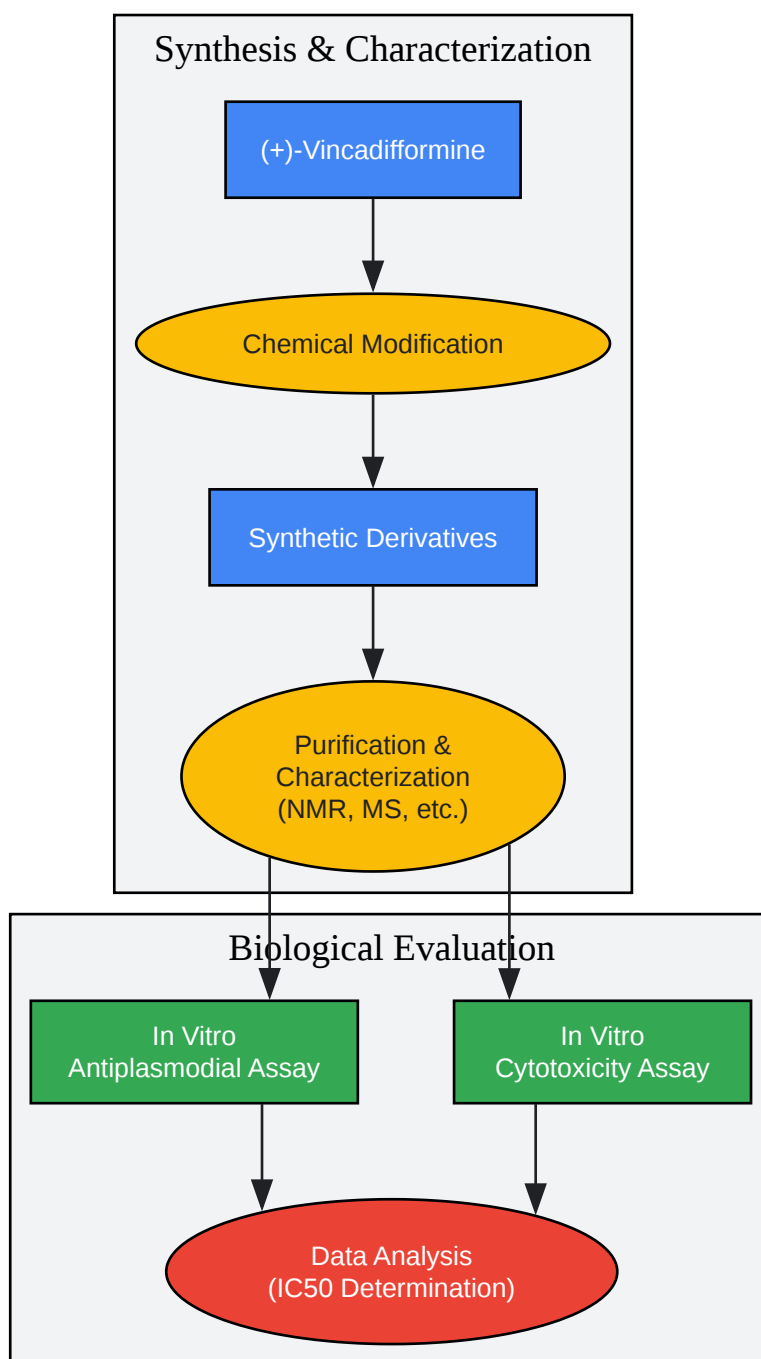 Synthesis & Characterization
(+)-Vincadifformine
Chemical Modification
Synthetic Derivatives
Purification &
Characterization
(NMR, MS, etc.)
Biological Evaluation
In Vitro
Antiplasmodial Assay
In Vitro
Cytotoxicity Assay
Data Analysis
(IC50 Determination)